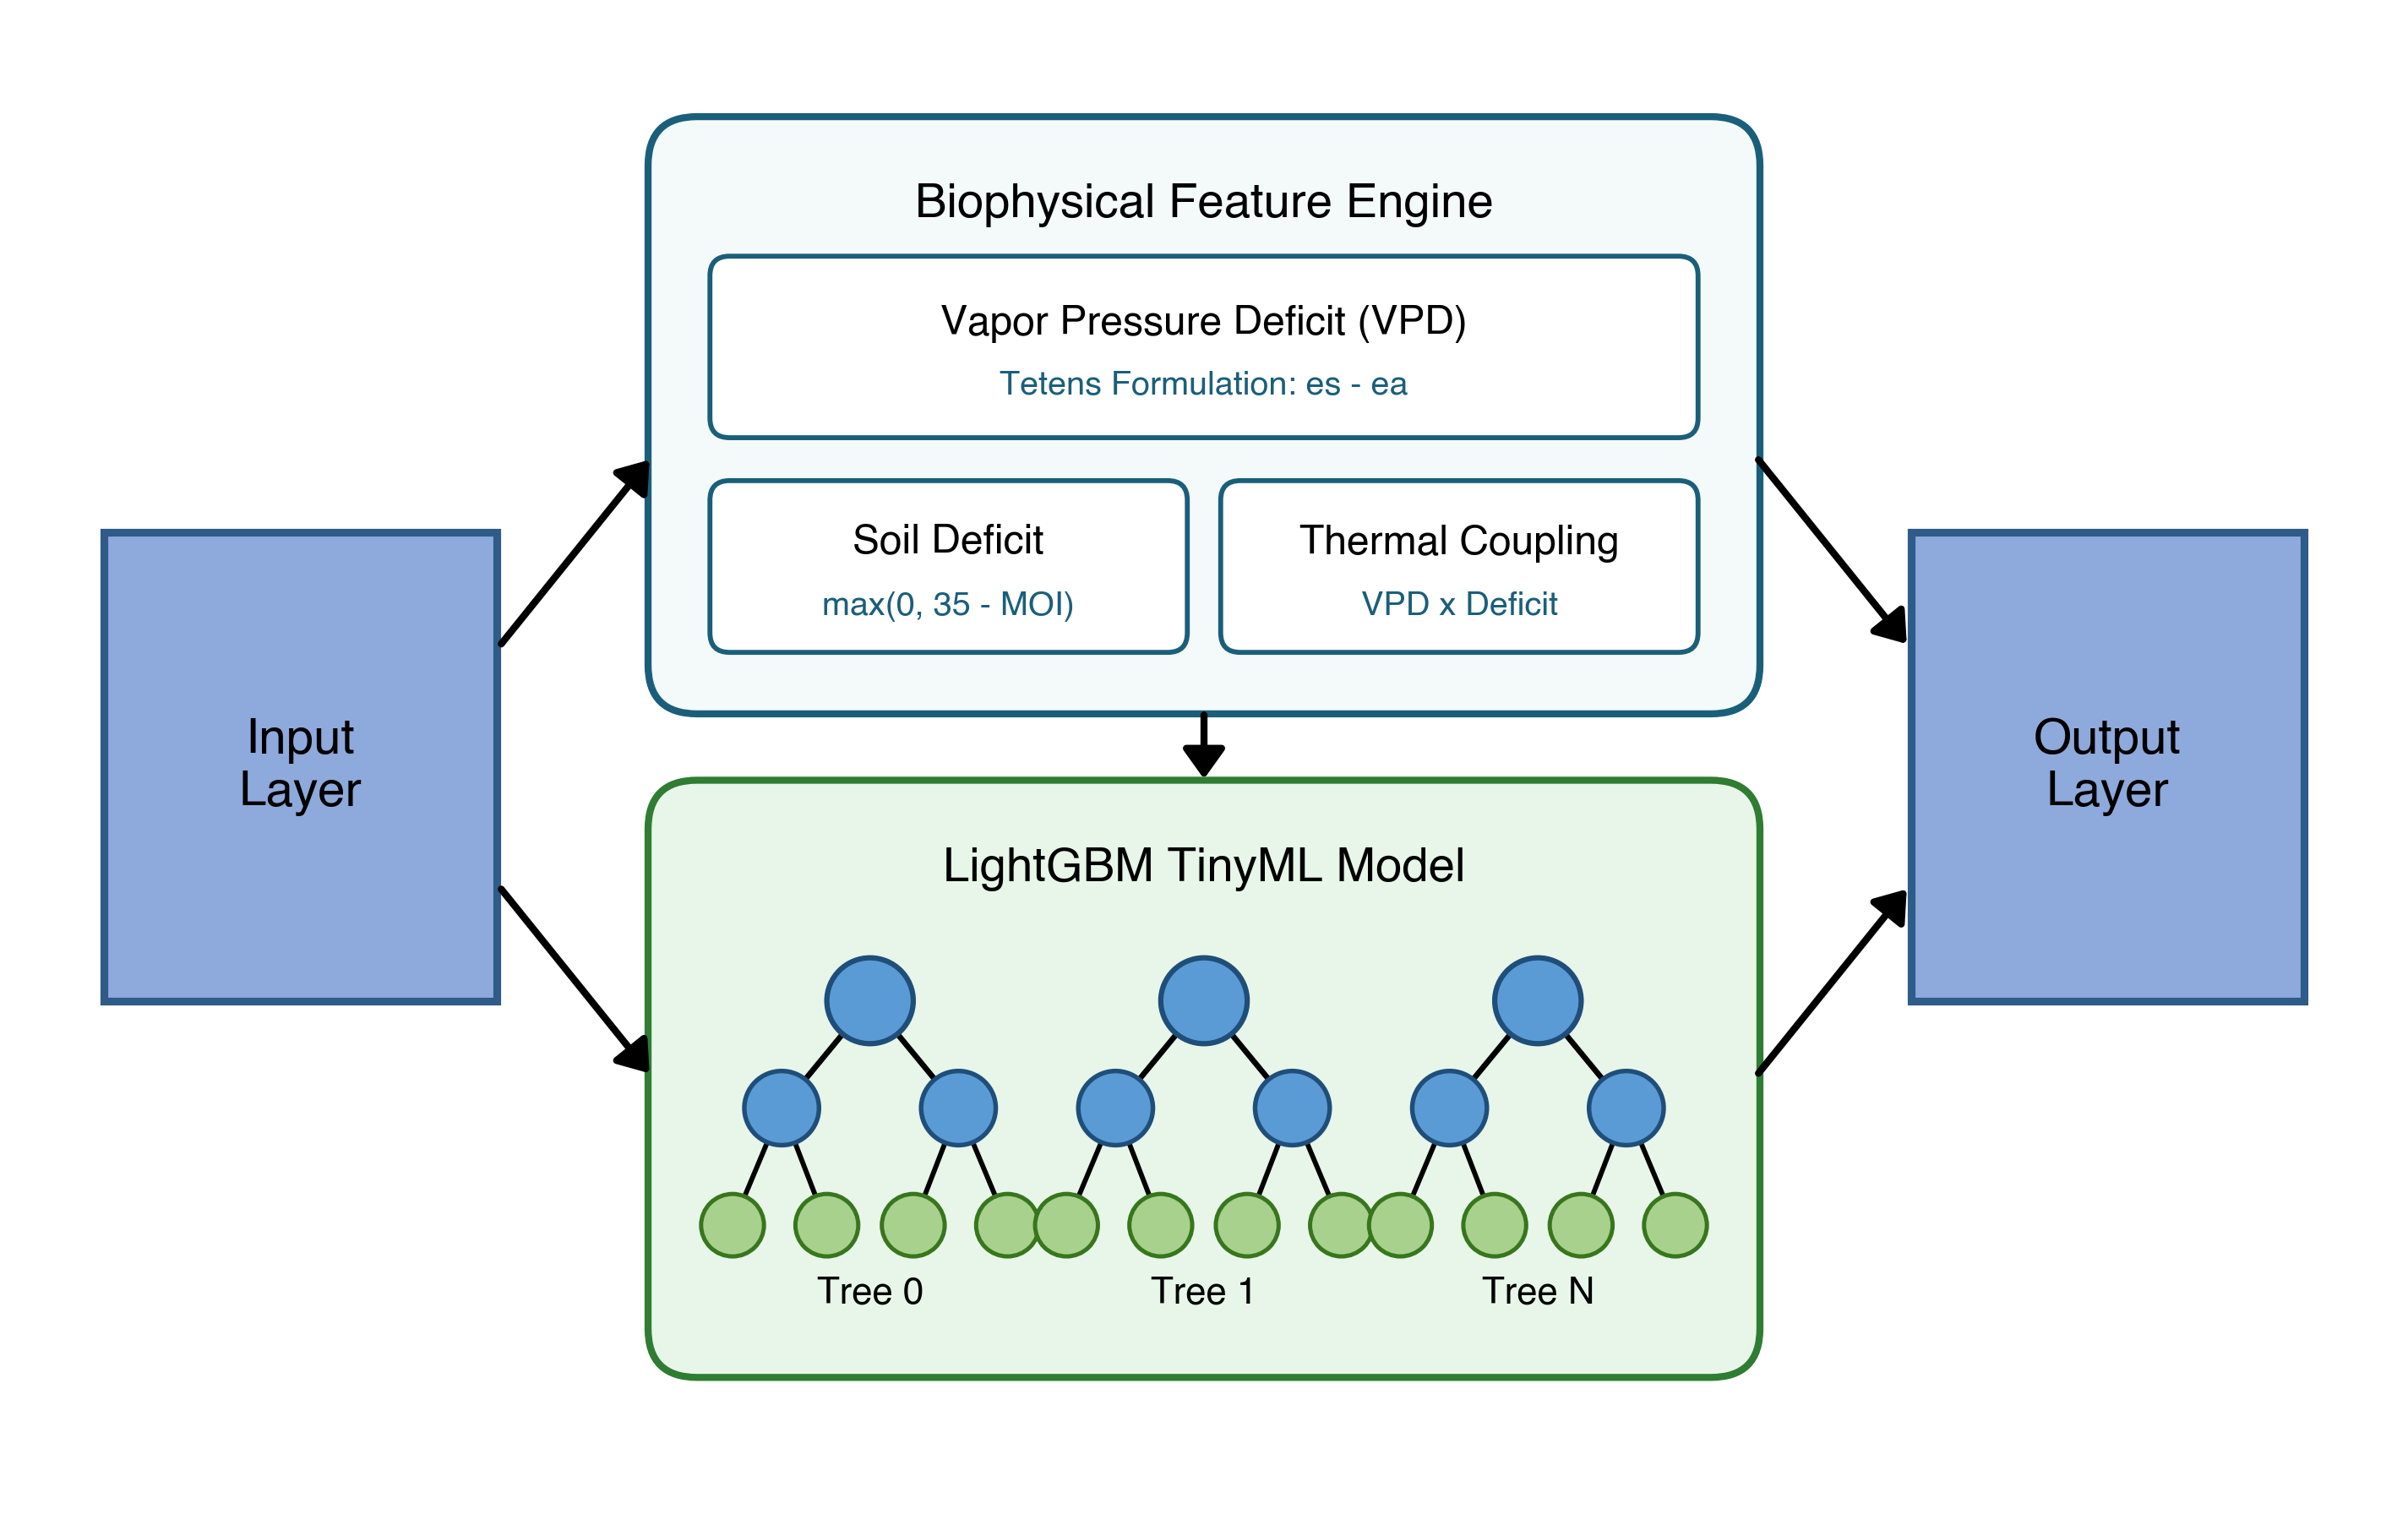 Biophysical Feature Engine
Vapor Pressure Deficit (VPD)
Tetens Formulation: es - ea
Soil Deficit
max(0, 35 - MOI)
Thermal Coupling
VPD x Deficit
Input
Layer
Output
Layer
LightGBM TinyML Model
Tree 0
Tree 1
Tree N